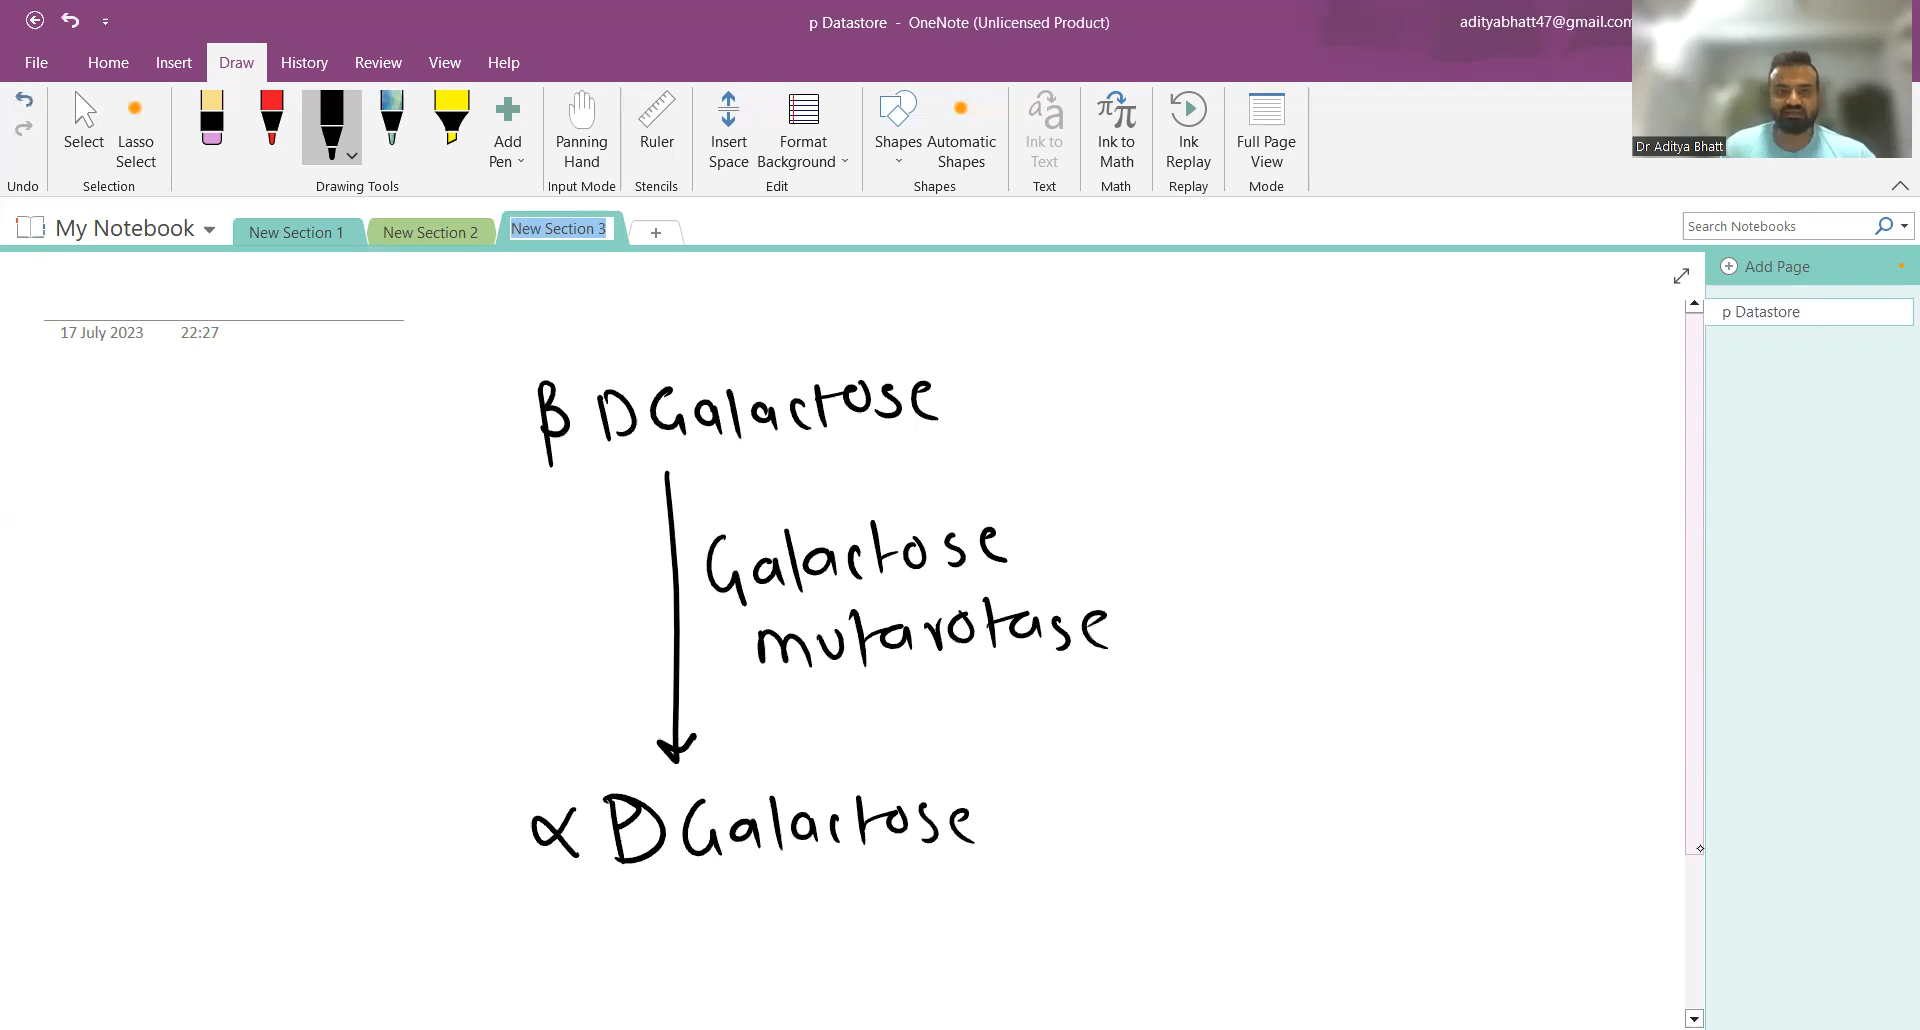 p Datastore - OneNote (Unlicensed Product)
adityabhatt47@gmail.com
File Home Insert Draw History Review View Help
Select
Lasso Select
Add Pen
Panning Hand
Ruler
Insert Space
Format Background
Shapes
Automatic Shapes
Ink to Text
Ink to Math
Ink Replay
Full Page View
Dr Aditya Bhatt
Undo Selection Drawing Tools Input Mode Stencils Edit Shapes Text Math Replay Mode
My Notebook New Section 1 New Section 2 New Section 3 +
Search Notebooks
Add Page
p Datastore
17 July 2023 22:27
β D Galactose
Galactose
mutarotase
α D Galactose